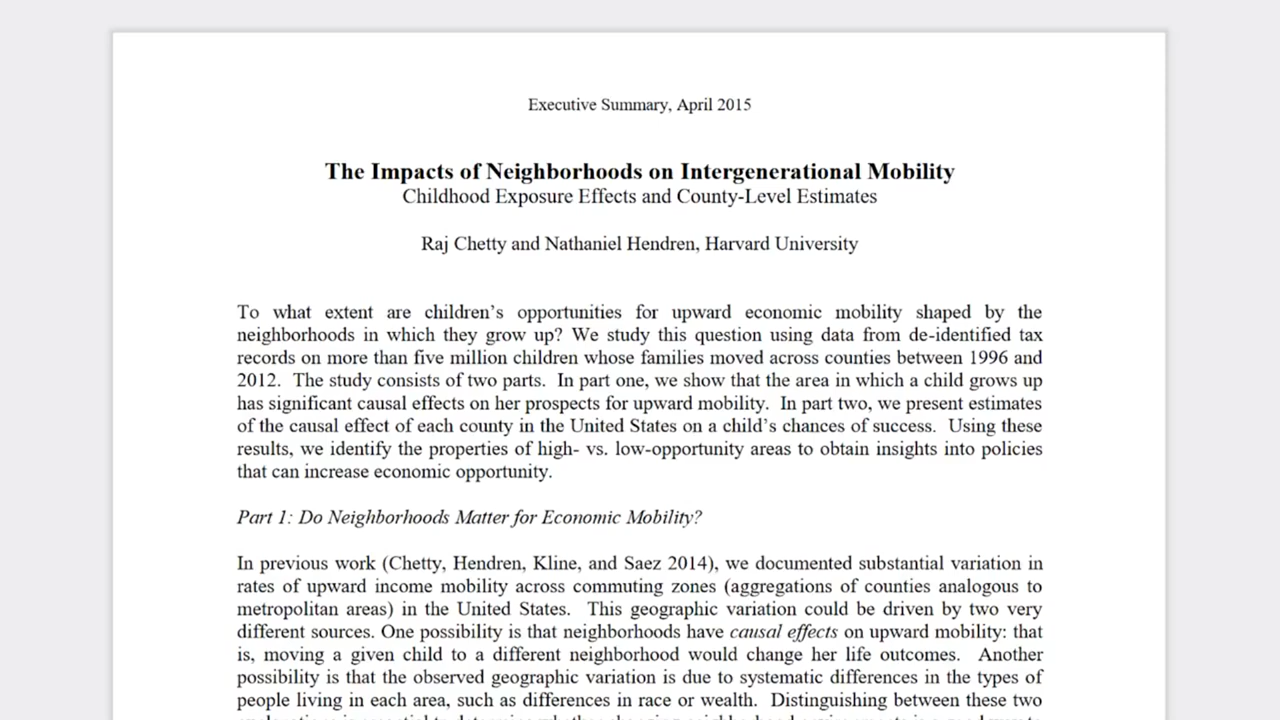 Executive Summary, April 2015
The Impacts of Neighborhoods on Intergenerational Mobility
Childhood Exposure Effects and County-Level Estimates
Raj Chetty and Nathaniel Hendren, Harvard University
To what extent are children’s opportunities for upward economic mobility shaped by the
neighborhoods in which they grow up? We study this question using data from de-identified tax
records on more than five million children whose families moved across counties between 1996 and
2012. The study consists of two parts. In part one, we show that the area in which a child grows up
has significant causal effects on her prospects for upward mobility. In part two, we present estimates
of the causal effect of each county in the United States on a child’s chances of success. Using these
results, we identify the properties of high- vs. low-opportunity areas to obtain insights into policies
that can increase economic opportunity.
Part 1: Do Neighborhoods Matter for Economic Mobility?
In previous work (Chetty, Hendren, Kline, and Saez 2014), we documented substantial variation in
rates of upward income mobility across commuting zones (aggregations of counties analogous to
metropolitan areas) in the United States. This geographic variation could be driven by two very
different sources. One possibility is that neighborhoods have causal effects on upward mobility: that
is, moving a given child to a different neighborhood would change her life outcomes. Another
possibility is that the observed geographic variation is due to systematic differences in the types of
people living in each area, such as differences in race or wealth. Distinguishing between these two